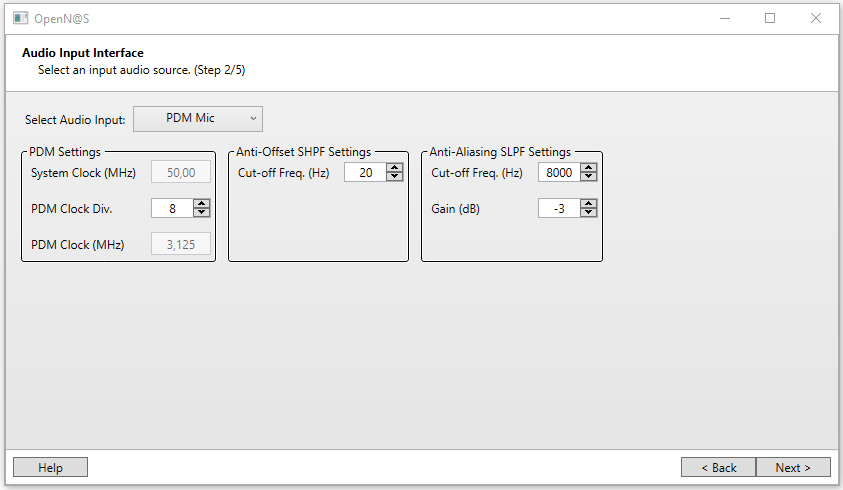 OpenN@S
Audio Input Interface
Select an input audio source. (Step 2/5)
Select Audio Input: PDM Mic
PDM Settings
System Clock (MHz) 50,00
PDM Clock Div. 8
PDM Clock (MHz) 3,125
Anti-Offset SHPF Settings
Cut-off Freq. (Hz) 20
Anti-Aliasing SLPF Settings
Cut-off Freq. (Hz) 8000
Gain (dB) -3
Help
< Back
Next >